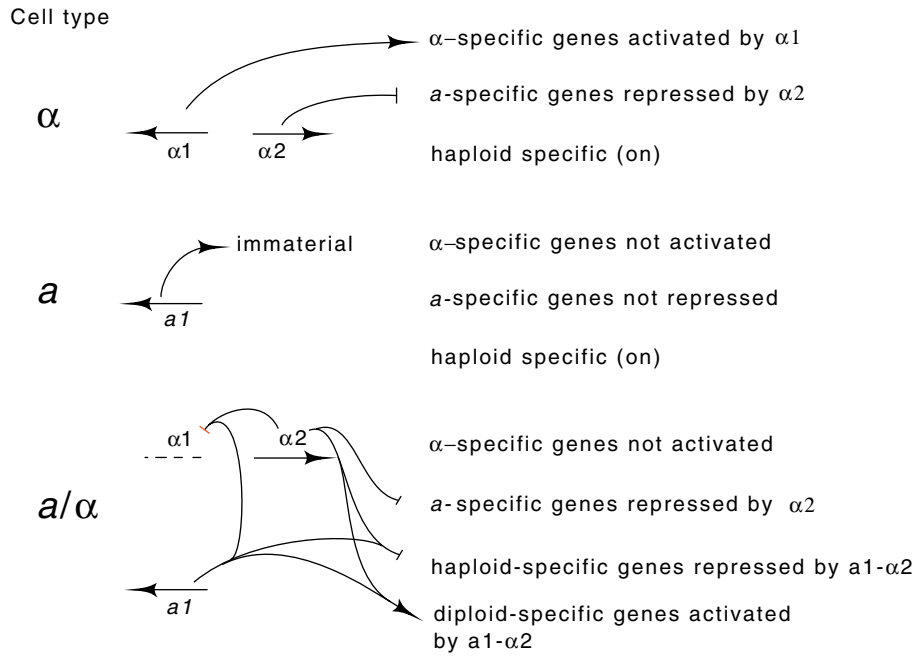 Cell type
α
α–specific genes activated by α1
a-specific genes repressed by α2
α1
α2
haploid specific (on)
a
immaterial
a1
α–specific genes not activated
a-specific genes not repressed
haploid specific (on)
a/α
α1
α2
a1
α–specific genes not activated
a-specific genes repressed by α2
haploid-specific genes repressed by a1-α2
diploid-specific genes activated
by a1-α2